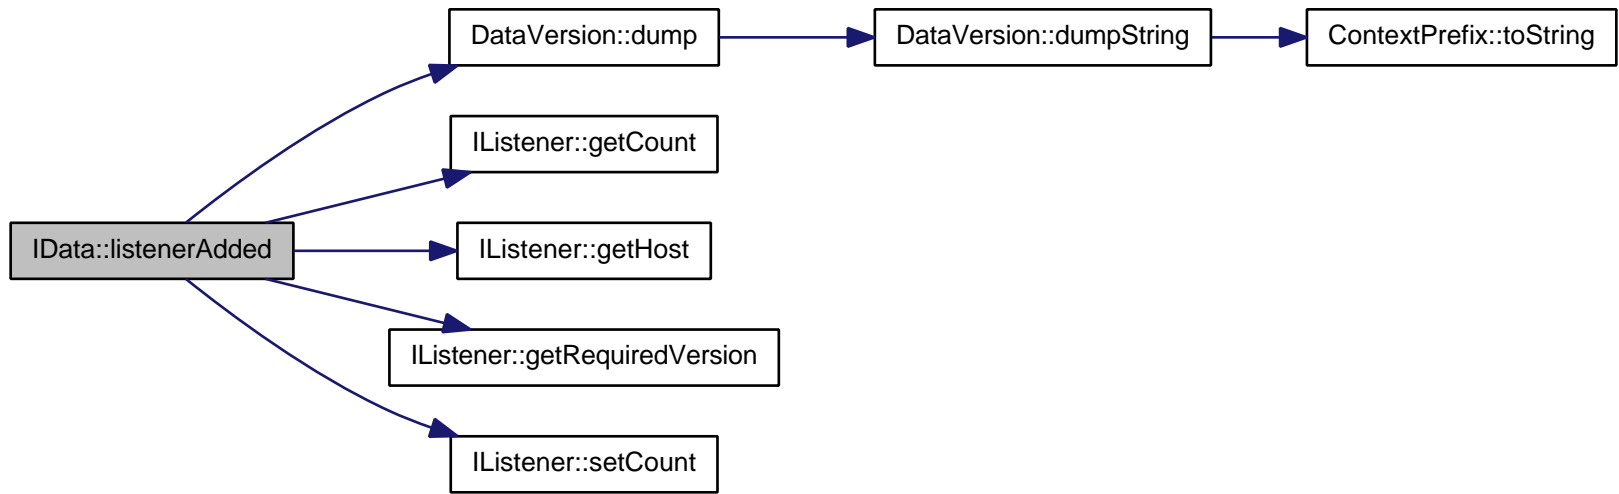 DataVersion::dump
DataVersion::dumpString
ContextPrefix::toString
IListener::getCount
IData::listenerAdded
IListener::getHost
IListener::getRequiredVersion
IListener::setCount